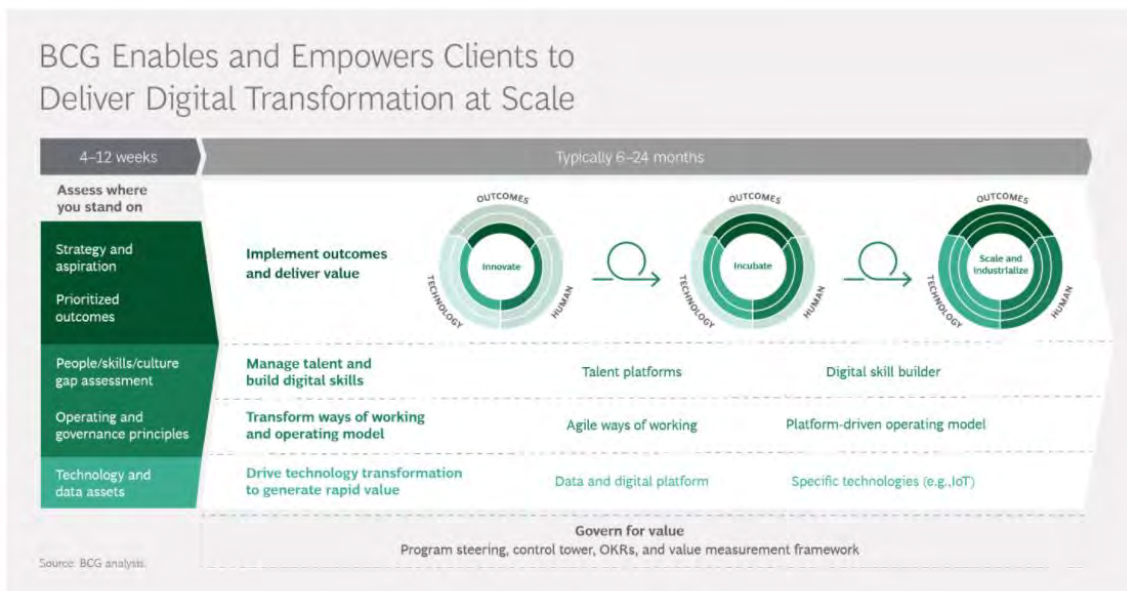 BCG Enables and Empowers Clients to
Deliver Digital Transformation at Scale
4–12 weeks
Typically 6–24 months
Assess where
you stand on
Strategy and
aspiration
Prioritized
outcomes
Implement outcomes
and deliver value
OUTCOMES
Innovate
TECHNOLOGY
HUMAN
OUTCOMES
Incubate
TECHNOLOGY
HUMAN
OUTCOMES
Scale and
Industrialize
TECHNOLOGY
HUMAN
People/skills/culture
gap assessment
Manage talent and
build digital skills
Talent platforms
Digital skill builder
Operating and
governance principles
Transform ways of working
and operating model
Agile ways of working
Platform-driven operating model
Technology and
data assets
Drive technology transformation
to generate rapid value
Data and digital platform
Specific technologies (e.g.,IoT)
Govern for value
Program steering, control tower, OKRs, and value measurement framework
Source: BCG analysis.